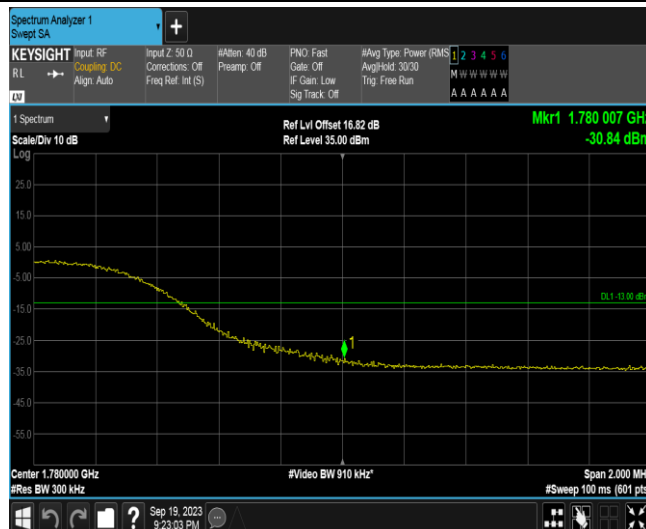 Spectrum Analyzer 1
Swept SA
KEYSIGHT
RL
LXI
Input: RF
Coupling: DC
Align: Auto
Input Z: 50 Ω
Corrections: Off
Freq Ref: Int (S)
#Atten: 40 dB
Preamp: Off
PNO: Fast
Gate: Off
IF Gain: Low
Sig Track: Off
#Avg Type: Power (RMS
Avg|Hold: 30/30
Trig: Free Run
1 2 3 4 5 6
M W W W W W
A A A A A A
1 Spectrum
Scale/Div 10 dB
Log
Ref Lvl Offset 16.82 dB
Ref Level 35.00 dBm
Mkr1 1.780 007 GHz
-30.84 dBm
25.0
15.0
5.00
-5.00
-15.0
-25.0
-35.0
-45.0
-55.0
DL1 -13.00 dBm
1
Center 1.780000 GHz
#Res BW 300 kHz
#Video BW 910 kHz*
Span 2.000 MH
#Sweep 100 ms (601 pts
Sep 19, 2023
9:23:03 PM